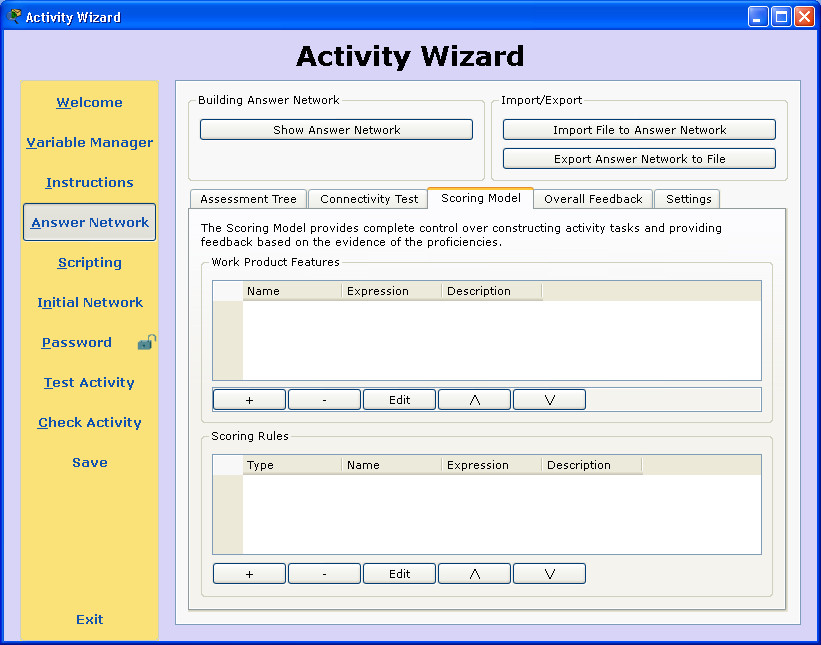 Activity Wizard
Activity Wizard
Welcome
Variable Manager
Instructions
Answer Network
Scripting
Initial Network
Password
Test Activity
Check Activity
Save
Exit
Building Answer Network
Show Answer Network
Import/Export
Import File to Answer Network
Export Answer Network to File
Assessment Tree Connectivity Test Scoring Model Overall Feedback Settings
The Scoring Model provides complete control over constructing activity tasks and providing
feedback based on the evidence of the proficiencies.
Work Product Features
Name Expression Description
+ - Edit /\ \/
Scoring Rules
Type Name Expression Description
+ - Edit /\ \/